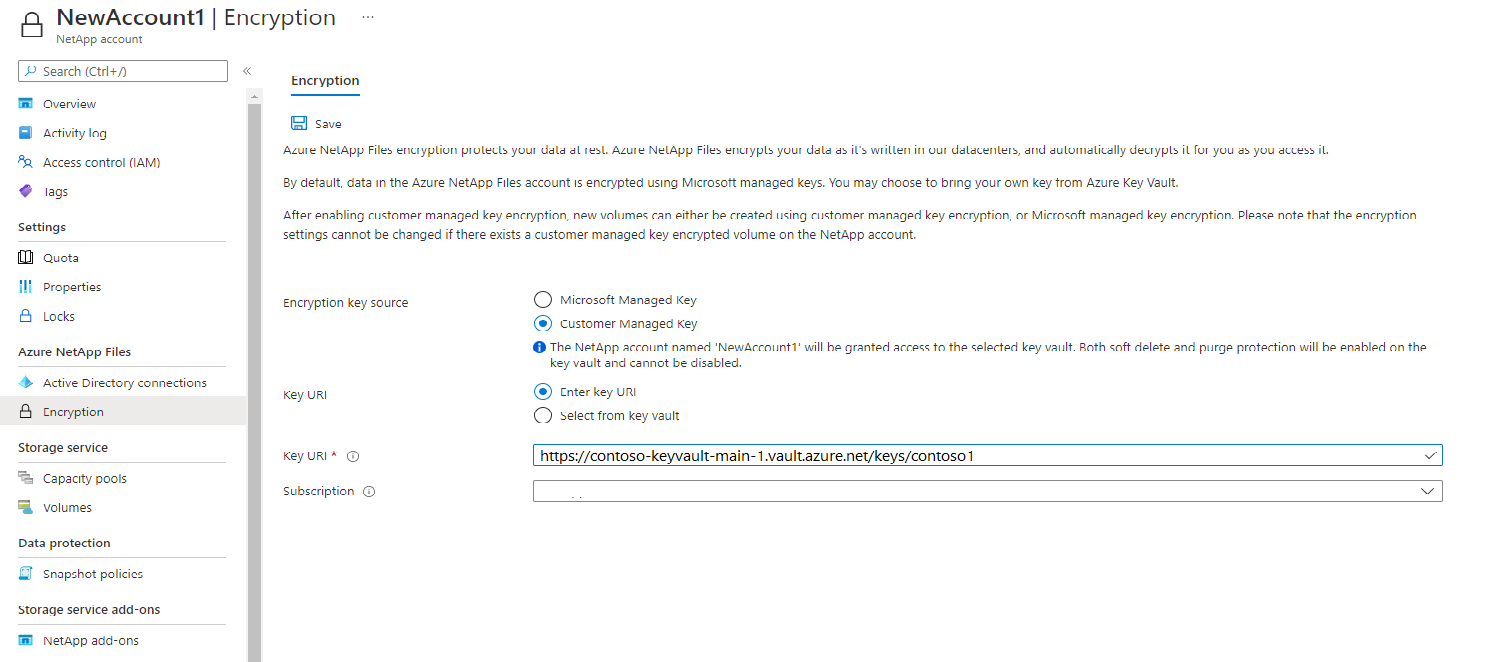 NewAccount1 | Encryption ...
NetApp account
Search (Ctrl+/)
«
Overview
Activity log
Access control (IAM)
Tags
Settings
Quota
Properties
Locks
Azure NetApp Files
Active Directory connections
Encryption
Storage service
Capacity pools
Volumes
Data protection
Snapshot policies
Storage service add-ons
NetApp add-ons
Encryption
Save
Azure NetApp Files encryption protects your data at rest. Azure NetApp Files encrypts your data as it's written in our datacenters, and automatically decrypts it for you as you access it.
By default, data in the Azure NetApp Files account is encrypted using Microsoft managed keys. You may choose to bring your own key from Azure Key Vault.
After enabling customer managed key encryption, new volumes can either be created using customer managed key encryption, or Microsoft managed key encryption. Please note that the encryption
settings cannot be changed if there exists a customer managed key encrypted volume on the NetApp account.
Encryption key source
Microsoft Managed Key
Customer Managed Key
The NetApp account named 'NewAccount1' will be granted access to the selected key vault. Both soft delete and purge protection will be enabled on the
key vault and cannot be disabled.
Key URI
Enter key URI
Select from key vault
Key URI *
https://contoso-keyvault-main-1.vault.azure.net/keys/contoso1
Subscription